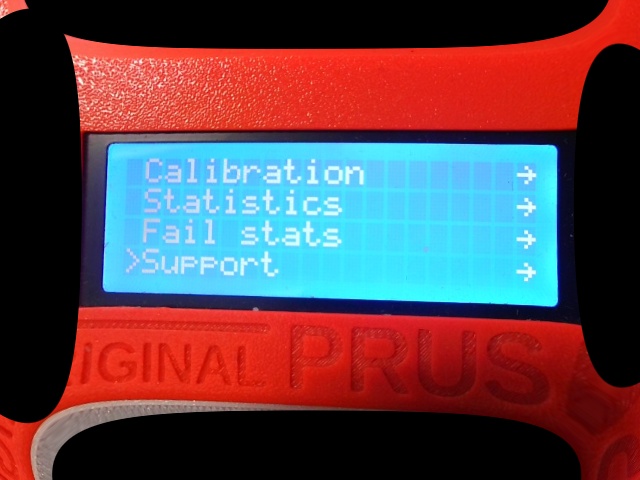 Calibration →
Statistics →
Fail stats →
>Support →
IGINAL PRUS